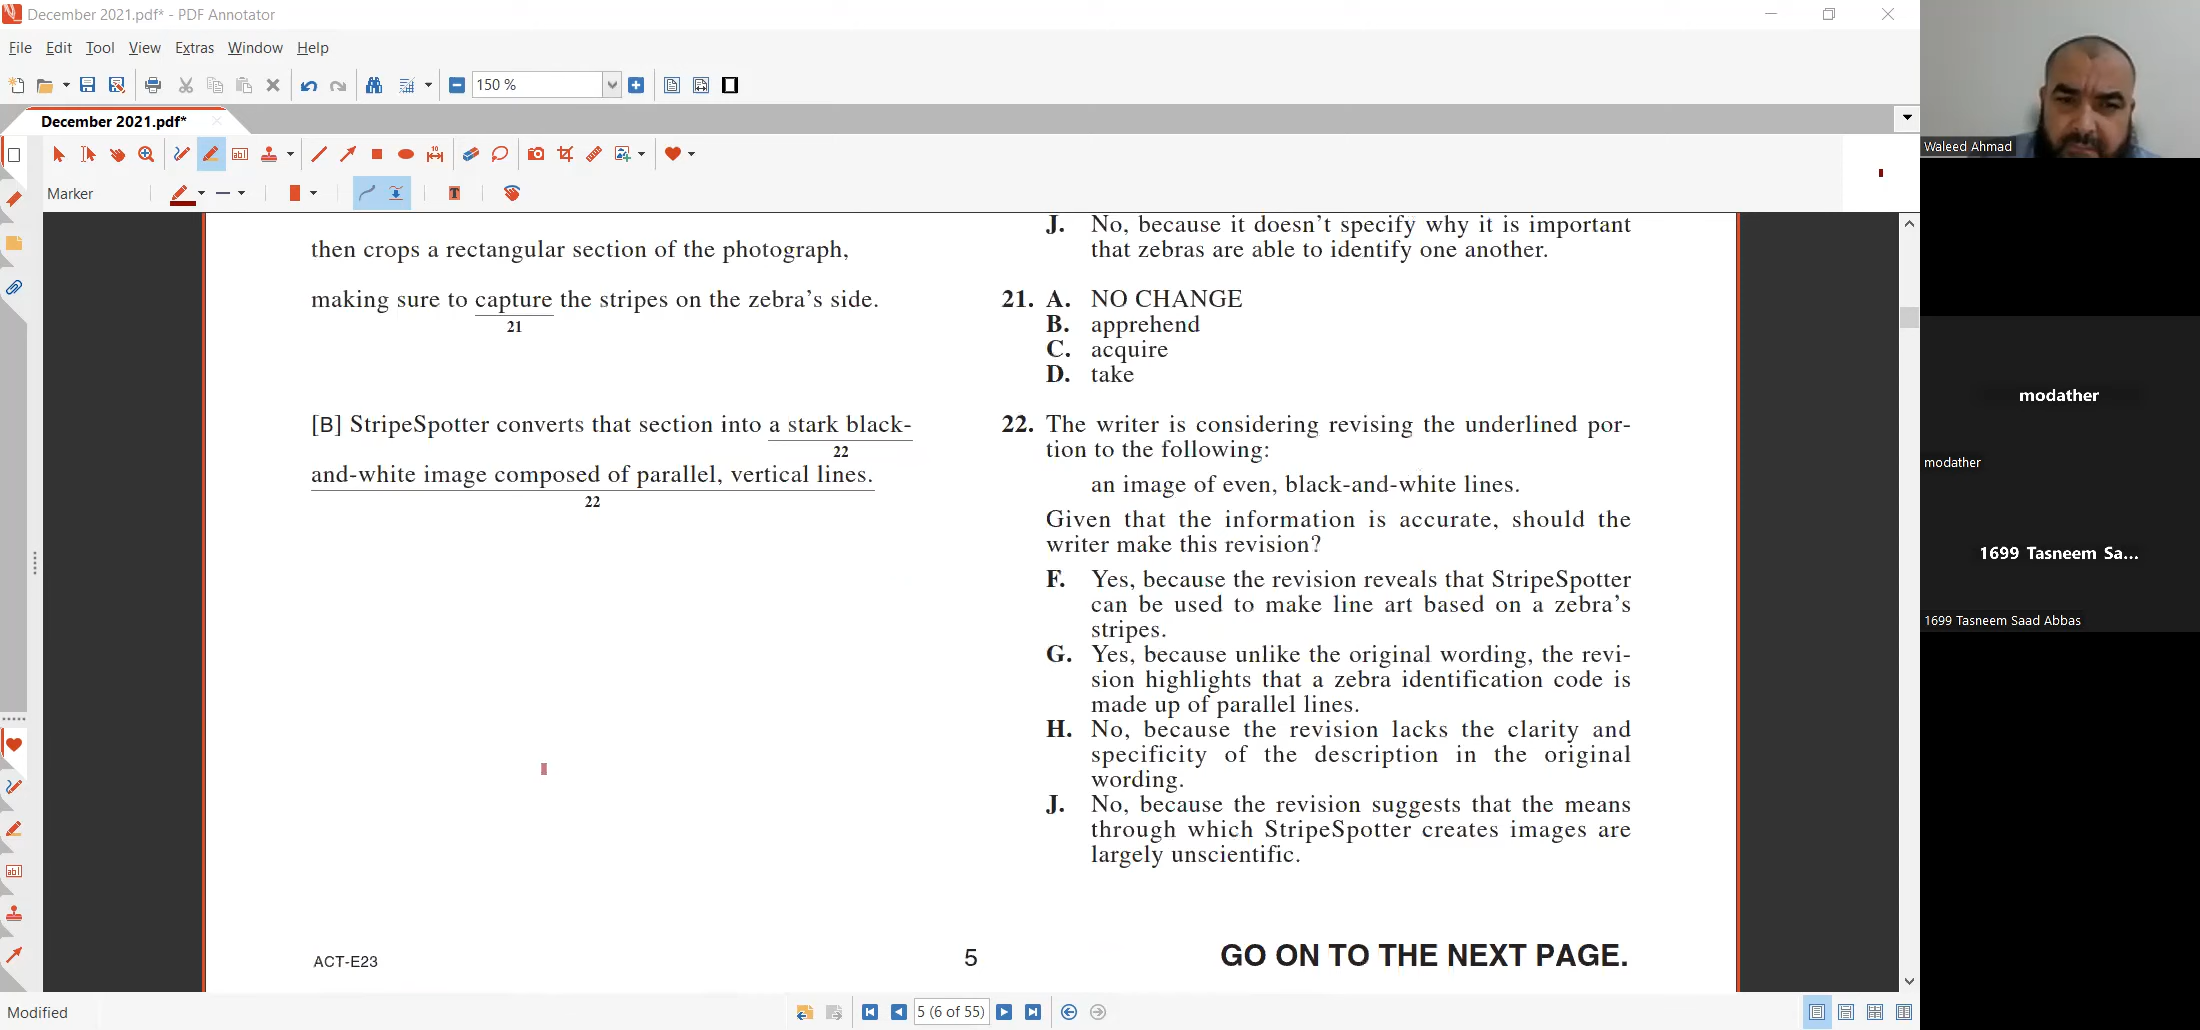 December 2021.pdf* - PDF Annotator
File Edit Tool View Extras Window Help
150 %
December 2021.pdf*
Marker
then crops a rectangular section of the photograph,
making sure to capture the stripes on the zebra's side.
21
[B] StripeSpotter converts that section into a stark black-
22
and-white image composed of parallel, vertical lines.
22
J. No, because it doesn't specify why it is important
that zebras are able to identify one another.
21. A. NO CHANGE
B. apprehend
C. acquire
D. take
22. The writer is considering revising the underlined por-
tion to the following:
an image of even, black-and-white lines.
Given that the information is accurate, should the
writer make this revision?
F. Yes, because the revision reveals that StripeSpotter
can be used to make line art based on a zebra's
stripes.
G. Yes, because unlike the original wording, the revi-
sion highlights that a zebra identification code is
made up of parallel lines.
H. No, because the revision lacks the clarity and
specificity of the description in the original
wording.
J. No, because the revision suggests that the means
through which StripeSpotter creates images are
largely unscientific.
ACT-E23
5
GO ON TO THE NEXT PAGE.
Modified
5 (6 of 55)
Waleed Ahmad
modather
modather
1699 Tasneem Sa...
1699 Tasneem Saad Abbas